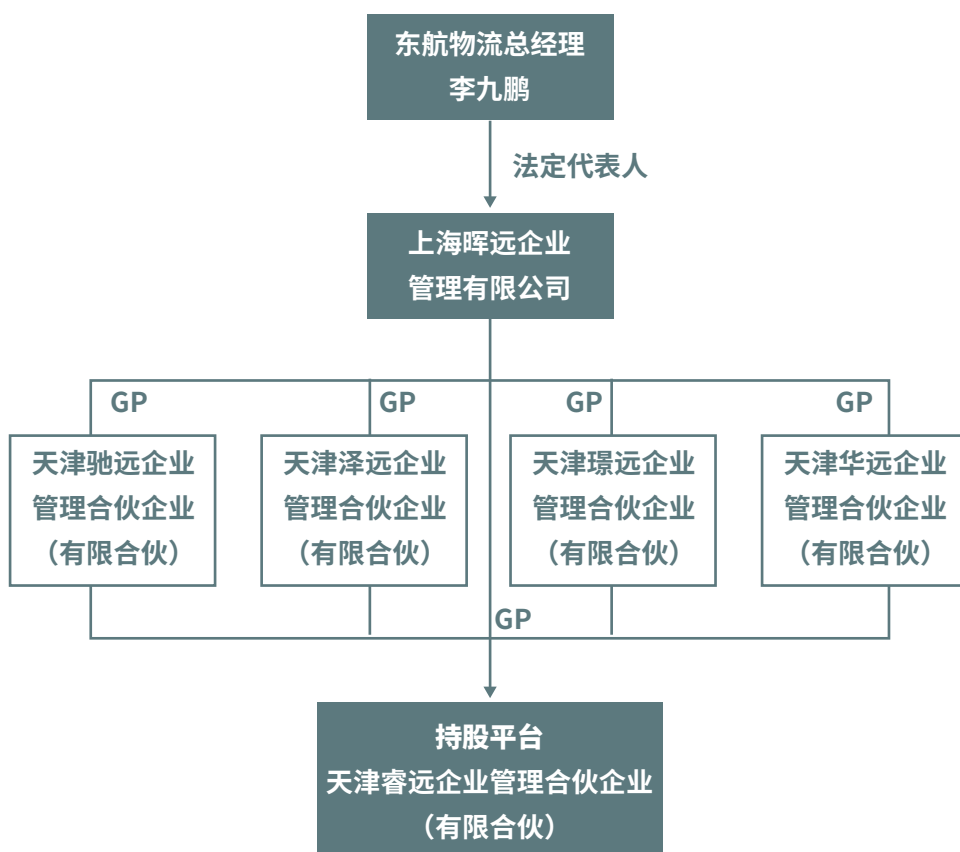 东航物流总经理
李九鹏
法定代表人
上海晖远企业
管理有限公司
GP
GP
GP
GP
天津驰远企业
管理合伙企业
（有限合伙）
天津泽远企业
管理合伙企业
（有限合伙）
天津璟远企业
管理合伙企业
（有限合伙）
天津华远企业
管理合伙企业
（有限合伙）
GP
持股平台
天津睿远企业管理合伙企业
（有限合伙）